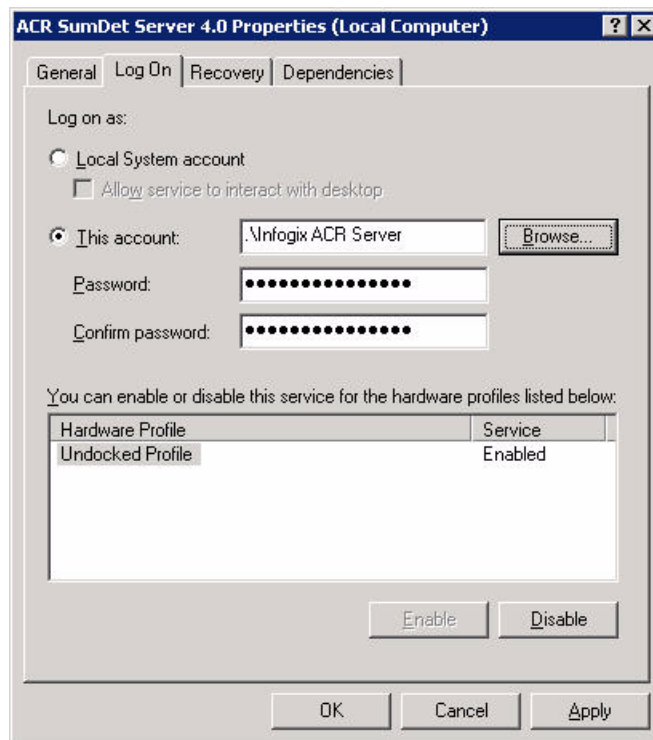 ACR SumDet Server 4.0 Properties (Local Computer)
General Log On Recovery Dependencies
Log on as:
Local System account
Allow service to interact with desktop
This account: .\Infogix ACR Server Browse...
Password: ●●●●●●●●●●●●●●●
Confirm password: ●●●●●●●●●●●●●●●
You can enable or disable this service for the hardware profiles listed below:
Hardware Profile Service
Undocked Profile Enabled
Enable Disable
OK Cancel Apply